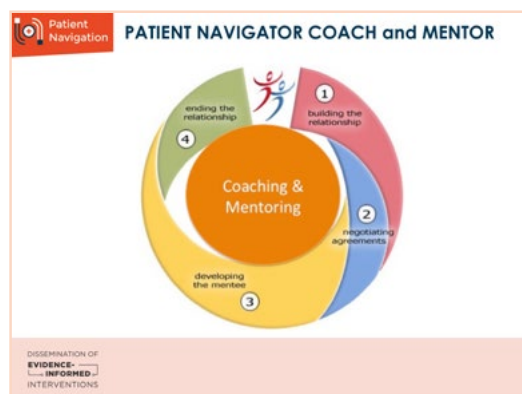 Patient
Navigation
PATIENT NAVIGATOR COACH and MENTOR
1
building the
relationship
2
negotiating
agreements
developing
the mentee
3
ending the
relationship
4
Coaching &
Mentoring
DISSEMINATION OF
EVIDENCE-
INFORMED
INTERVENTIONS